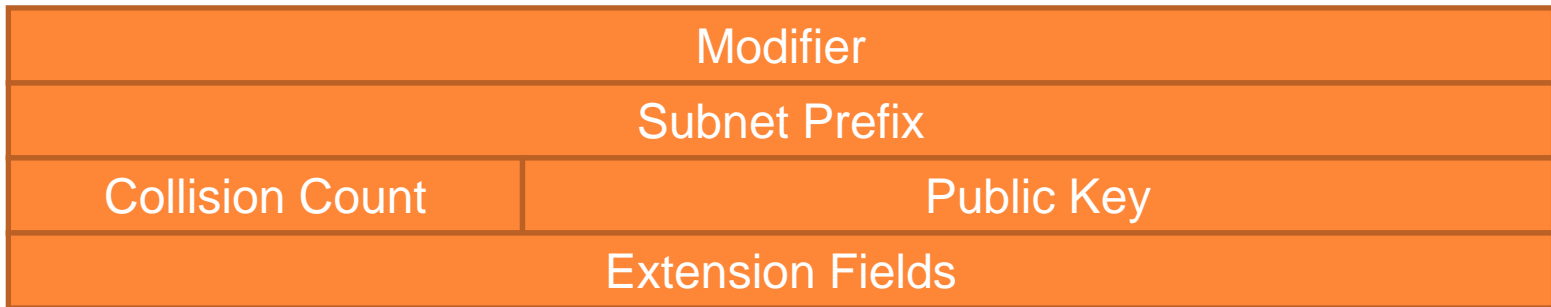 Modifier
Subnet Prefix
Collision Count Public Key
Extension Fields